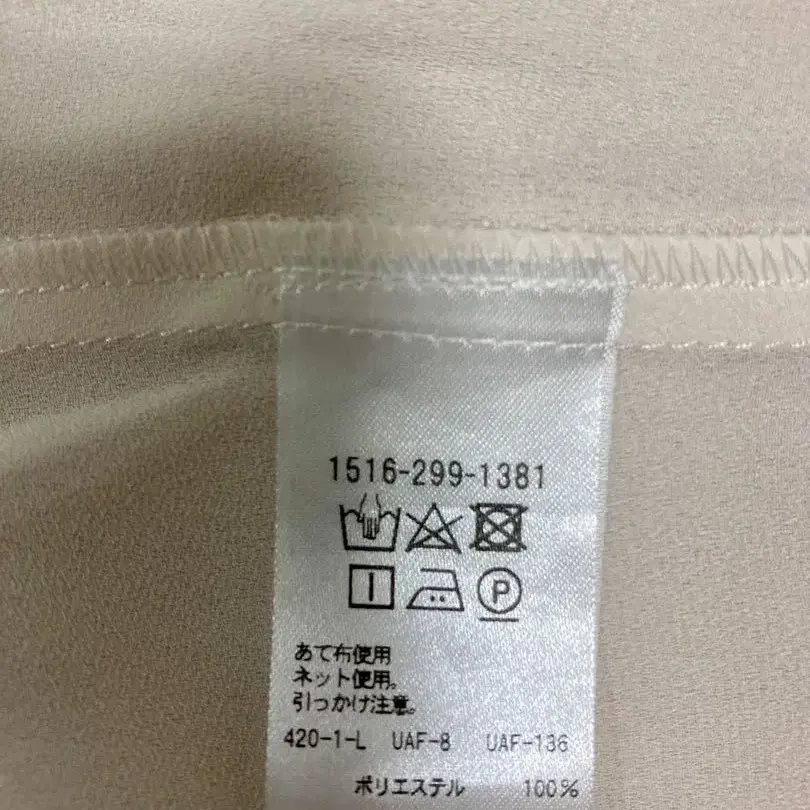 1516-299-1381
P
あて布使用
ネット使用。
引っかけ注意。
420-1-L UAF-8 UAF-136
ポリエステル 100%